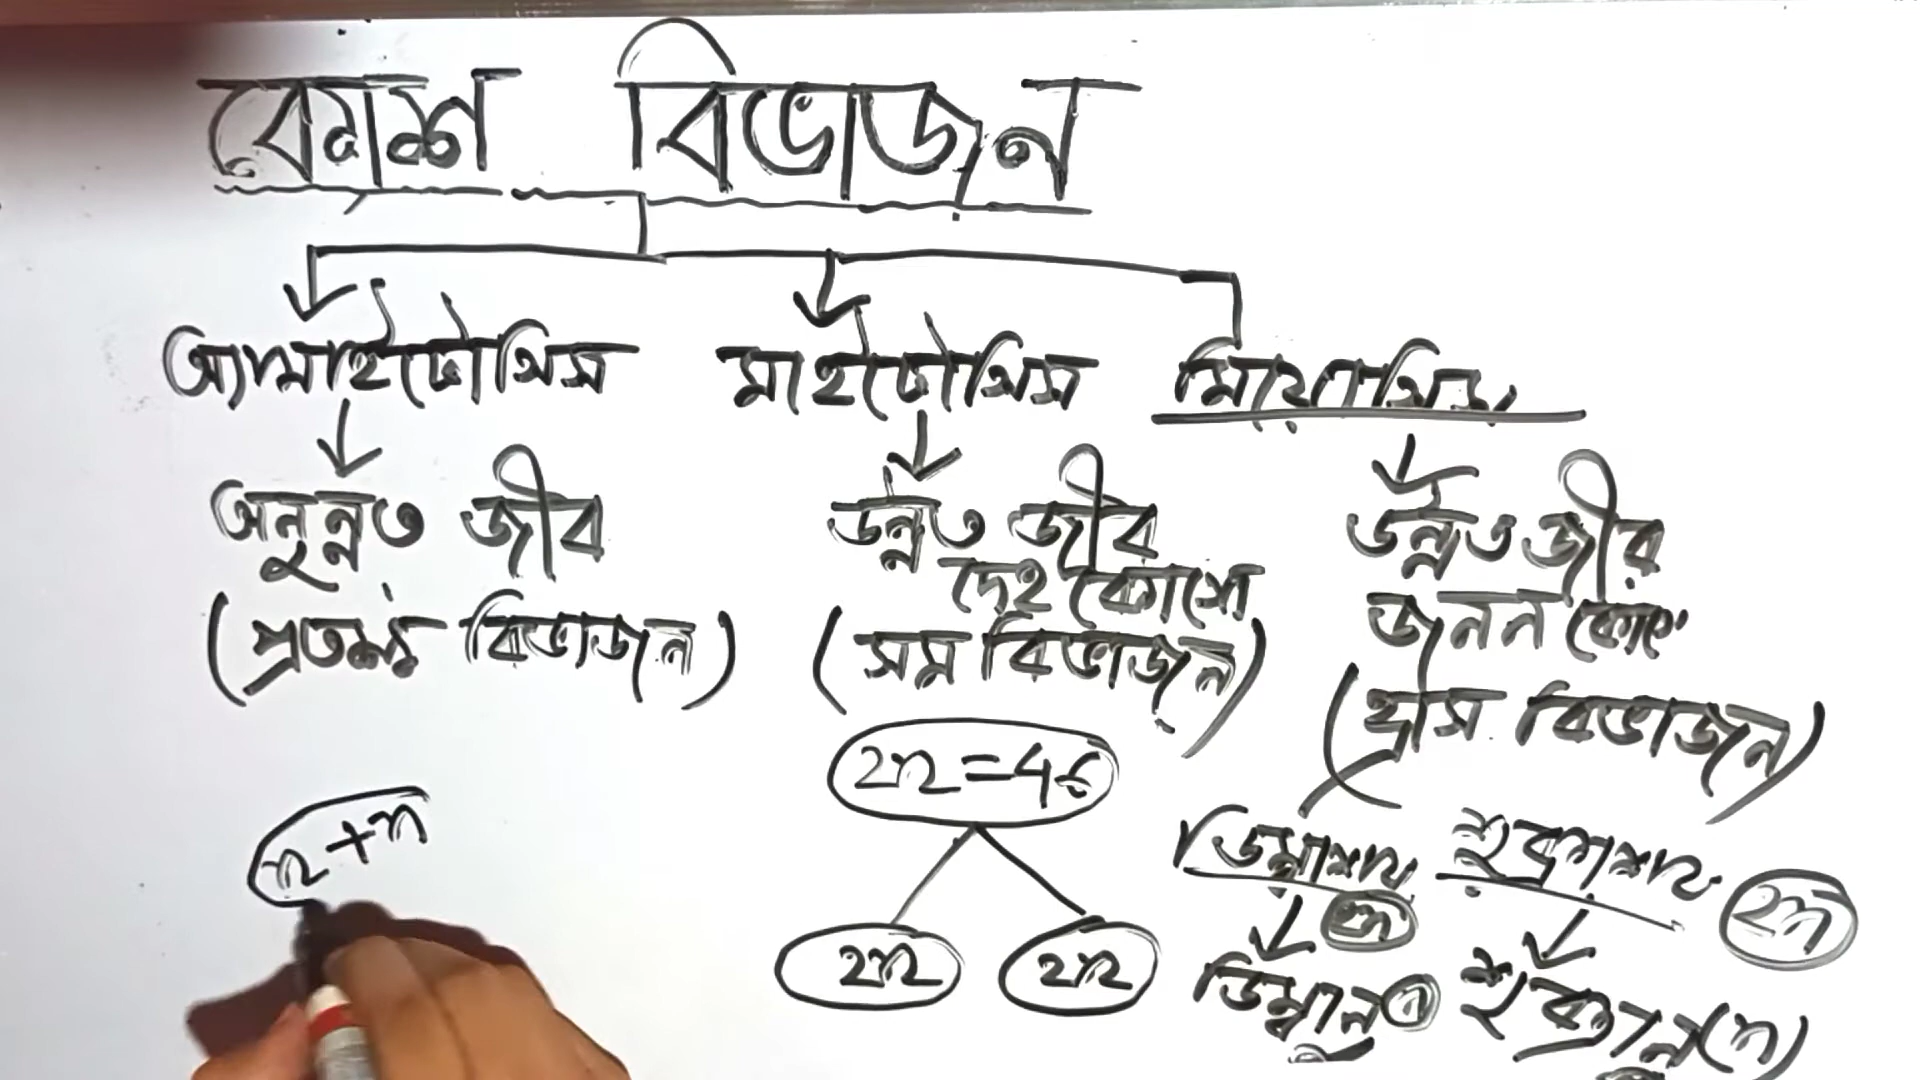 কোশ বিভাজন
অ্যামাইটোসিস মাইটোসিস মিয়োসিস
অনুন্নত জীব
(প্রত্যক্ষ বিভাজন)
উন্নত জীব
দেহ কোশে
(সম বিভাজন)
2n=46
2n 2n
উন্নত জীব
জনন কোশে
(হ্রাস বিভাজন)
ডিম্বাশয় শুক্রাশয়
2n 2n
ডিম্বানু n শুক্রানু (n)
n+n